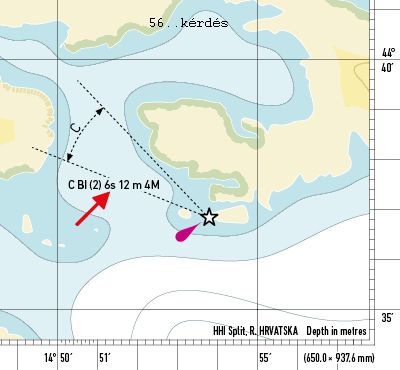 56..kérdés
44°
40´
C
C Bl (2) 6s 12 m 4M
35´
HHI Split, R. HRVATSKA Depth in metres
14° 50´ 51´ 55´ (650.0 × 937.6 mm)